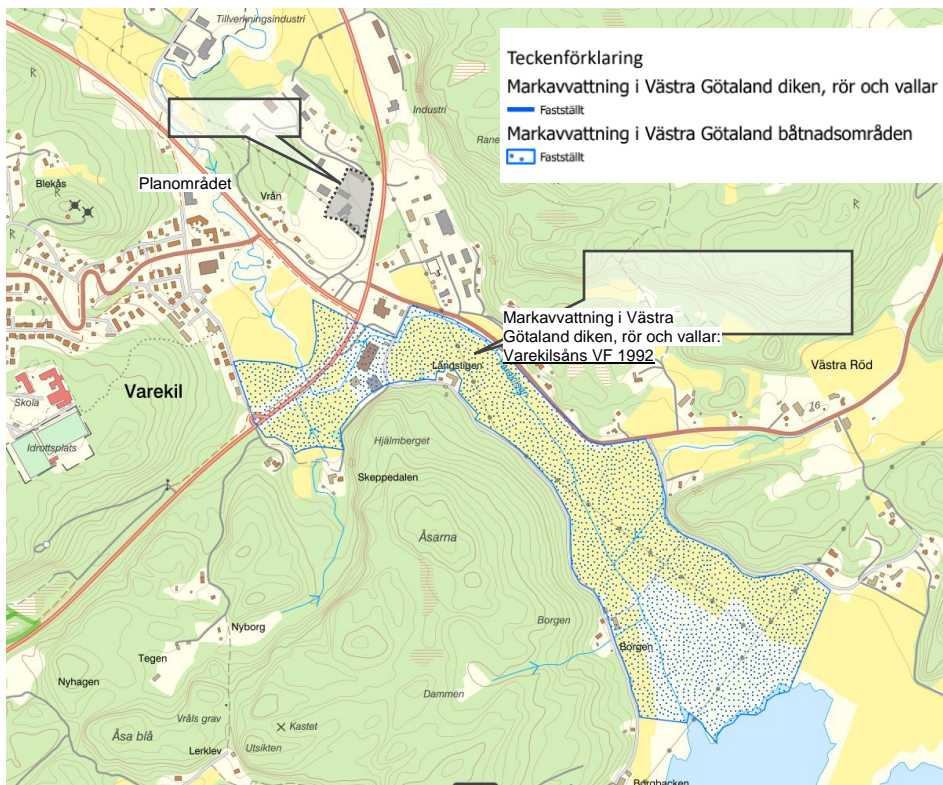 Tillverkningsindustri
R
Teckenförklaring
Markavvattning i Västra Götaland diken, rör och vallar
Fastställt
Markavvattning i Västra Götaland båtnadsområden
Fastställt
Industri
Rane
Planområdet
Blekås
Vrån
R
R
R
Markavvattning i Västra
Götaland diken, rör och vallar:
Varekilsåns VF 1992
Långstigen
Västra Röd
16
Varekil
Skola
Idrottsplats
Hjälmberget
Skeppedalen
Åsarna
Nyborg
Borgen
Borgen
Tegen
Nyhagen
Dammen
Vråls grav
Kastet
Åsa blå
Utsikten
Lerklev
Borgbacken